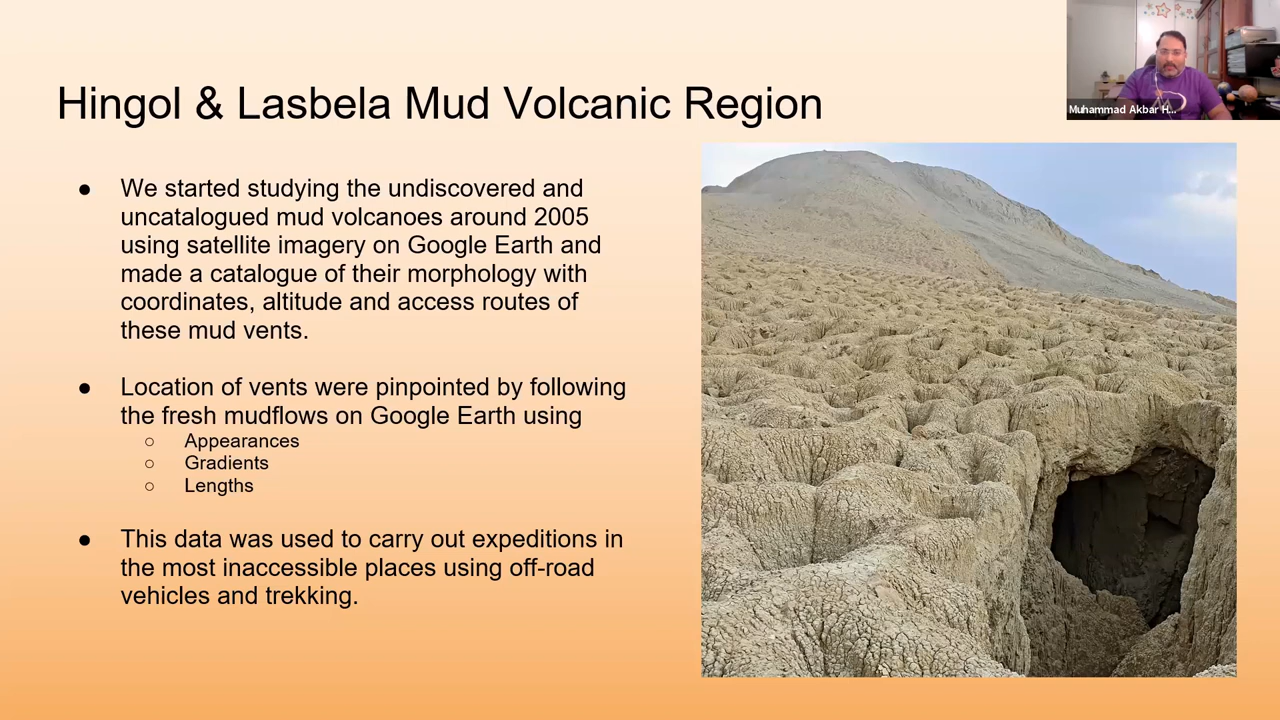 Muhammad Akbar H...
Hingol & Lasbela Mud Volcanic Region
● We started studying the undiscovered and
uncatalogued mud volcanoes around 2005
using satellite imagery on Google Earth and
made a catalogue of their morphology with
coordinates, altitude and access routes of
these mud vents.
● Location of vents were pinpointed by following
the fresh mudflows on Google Earth using
○ Appearances
○ Gradients
○ Lengths
● This data was used to carry out expeditions in
the most inaccessible places using off-road
vehicles and trekking.